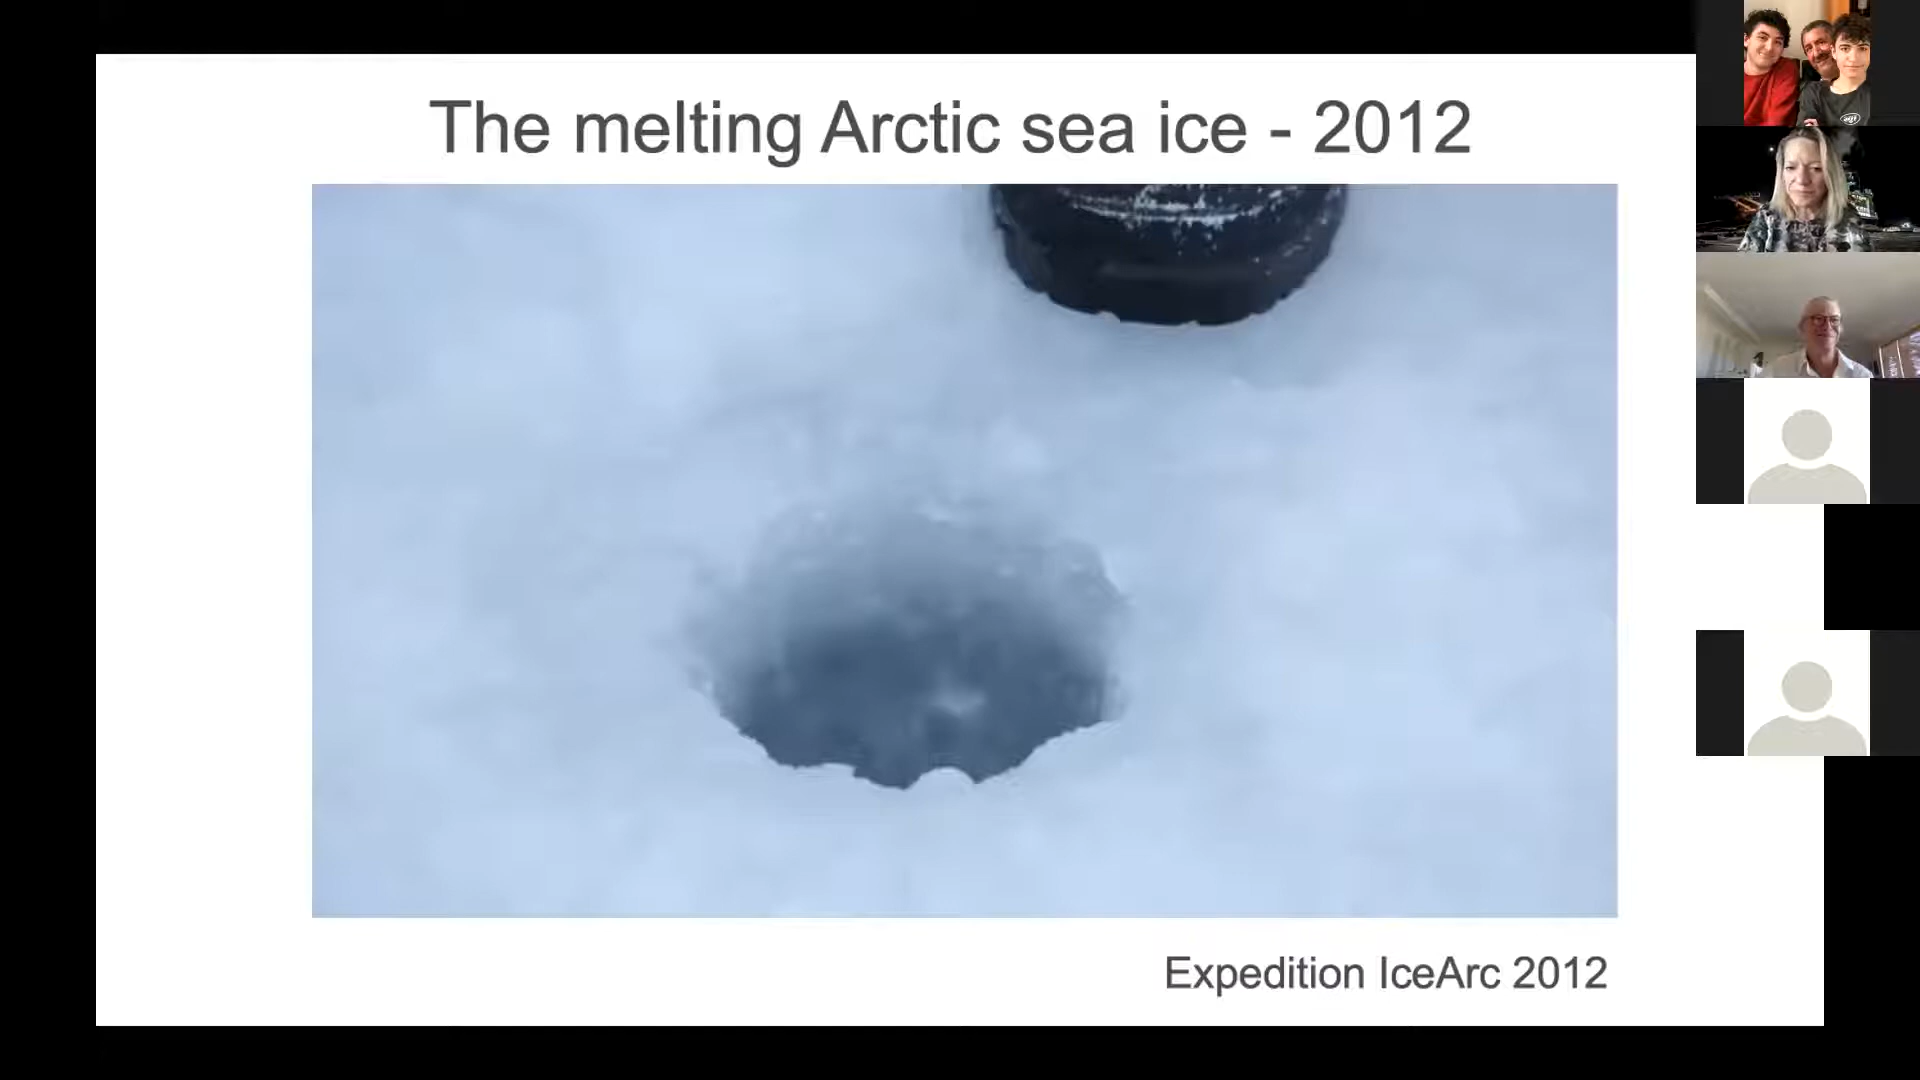 The melting Arctic sea ice - 2012
Expedition IceArc 2012